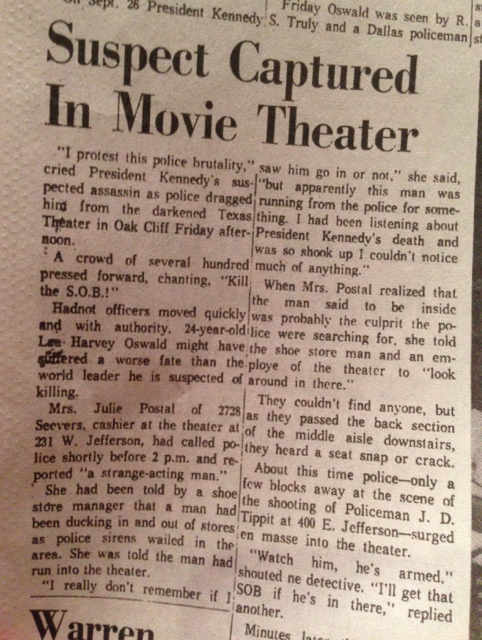 On Sept. 26 President Kennedy
Friday Oswald was seen by R.
S. Truly and a Dallas policeman
Suspect Captured
In Movie Theater
"I protest this police brutality,"
cried President Kennedy's sus-
pected assassin as police dragged
him from the darkened Texas
Theater in Oak Cliff Friday after-
noon.
A crowd of several hundred
pressed forward, chanting, "Kill
the S.O.B.!"
Hadnot officers moved quickly
and with authority, 24-year-old
Lee Harvey Oswald might have
suffered a worse fate than the
world leader he is suspected of
killing.
Mrs. Julie Postal of 2728
Seevers, cashier at the theater at
231 W. Jefferson, had called po-
lice shortly before 2 p.m. and re-
ported "a strange-acting man."
She had been told by a shoe
store manager that a man had
been ducking in and out of stores
as police sirens wailed in the
area. She was told the man had
run into the theater.
"I really don't remember if I
saw him go in or not," she said,
"but apparently this man was
running from the police for some-
thing. I had been listening about
President Kennedy's death and
was so shook up I couldn't notice
much of anything."
When Mrs. Postal realized that
the man said to be inside
was probably the culprit the po-
lice were searching for, she told
the shoe store man and an em-
ploye of the theater to "look
around in there."
They couldn't find anyone, but
as they passed the back section
of the middle aisle downstairs,
they heard a seat snap or crack.
About this time police—only a
few blocks away at the scene of
the shooting of Policeman J. D.
Tippit at 400 E. Jefferson—surged
en masse into the theater.
"Watch him, he's armed,"
shouted ne detective. "I'll get that
SOB if he's in there," replied
another.
Minutes later
Warren